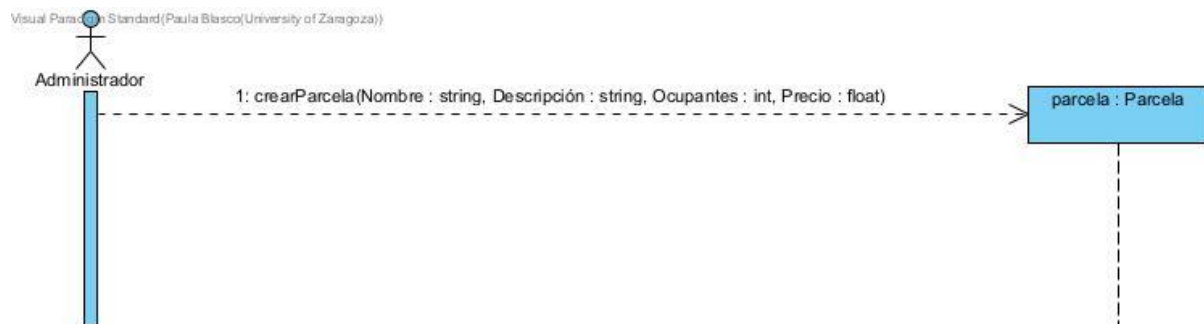 Visual Paradigm Standard(Paula Blasco(University of Zaragoza))
Administrador
1: crearParcela(Nombre : string, Descripción : string, Ocupantes : int, Precio : float)
parcela : Parcela